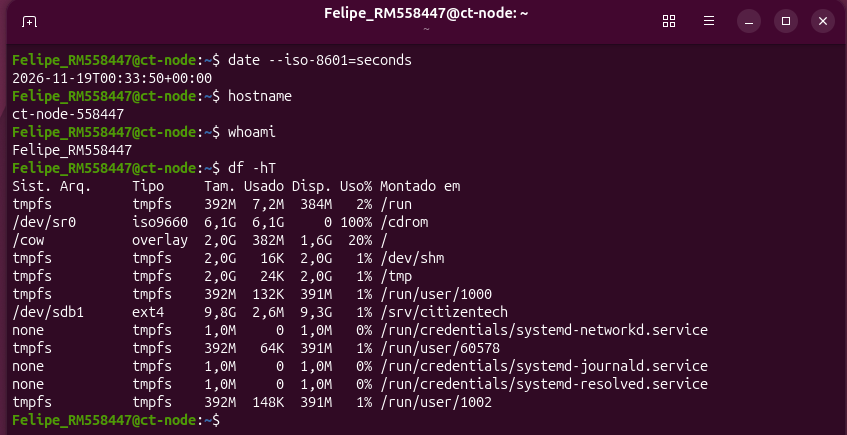 Felipe_RM558447@ct-node: ~
~
Felipe_RM558447@ct-node:~$ date --iso-8601=seconds
2026-11-19T00:33:50+00:00
Felipe_RM558447@ct-node:~$ hostname
ct-node-558447
Felipe_RM558447@ct-node:~$ whoami
Felipe_RM558447
Felipe_RM558447@ct-node:~$ df -hT
Sist. Arq.     Tipo     Tam. Usado Disp. Uso% Montado em
tmpfs          tmpfs    392M  7,2M  384M   2% /run
/dev/sr0       iso9660  6,1G  6,1G     0 100% /cdrom
/cow           overlay  2,0G  382M  1,6G  20% /
tmpfs          tmpfs    2,0G   16K  2,0G   1% /dev/shm
tmpfs          tmpfs    2,0G   24K  2,0G   1% /tmp
tmpfs          tmpfs    392M  132K  391M   1% /run/user/1000
/dev/sdb1      ext4     9,8G  2,6M  9,3G   1% /srv/citizentech
none           tmpfs    1,0M     0  1,0M   0% /run/credentials/systemd-networkd.service
tmpfs          tmpfs    392M   64K  391M   1% /run/user/60578
none           tmpfs    1,0M     0  1,0M   0% /run/credentials/systemd-journald.service
none           tmpfs    1,0M     0  1,0M   0% /run/credentials/systemd-resolved.service
tmpfs          tmpfs    392M  148K  391M   1% /run/user/1002
Felipe_RM558447@ct-node:~$